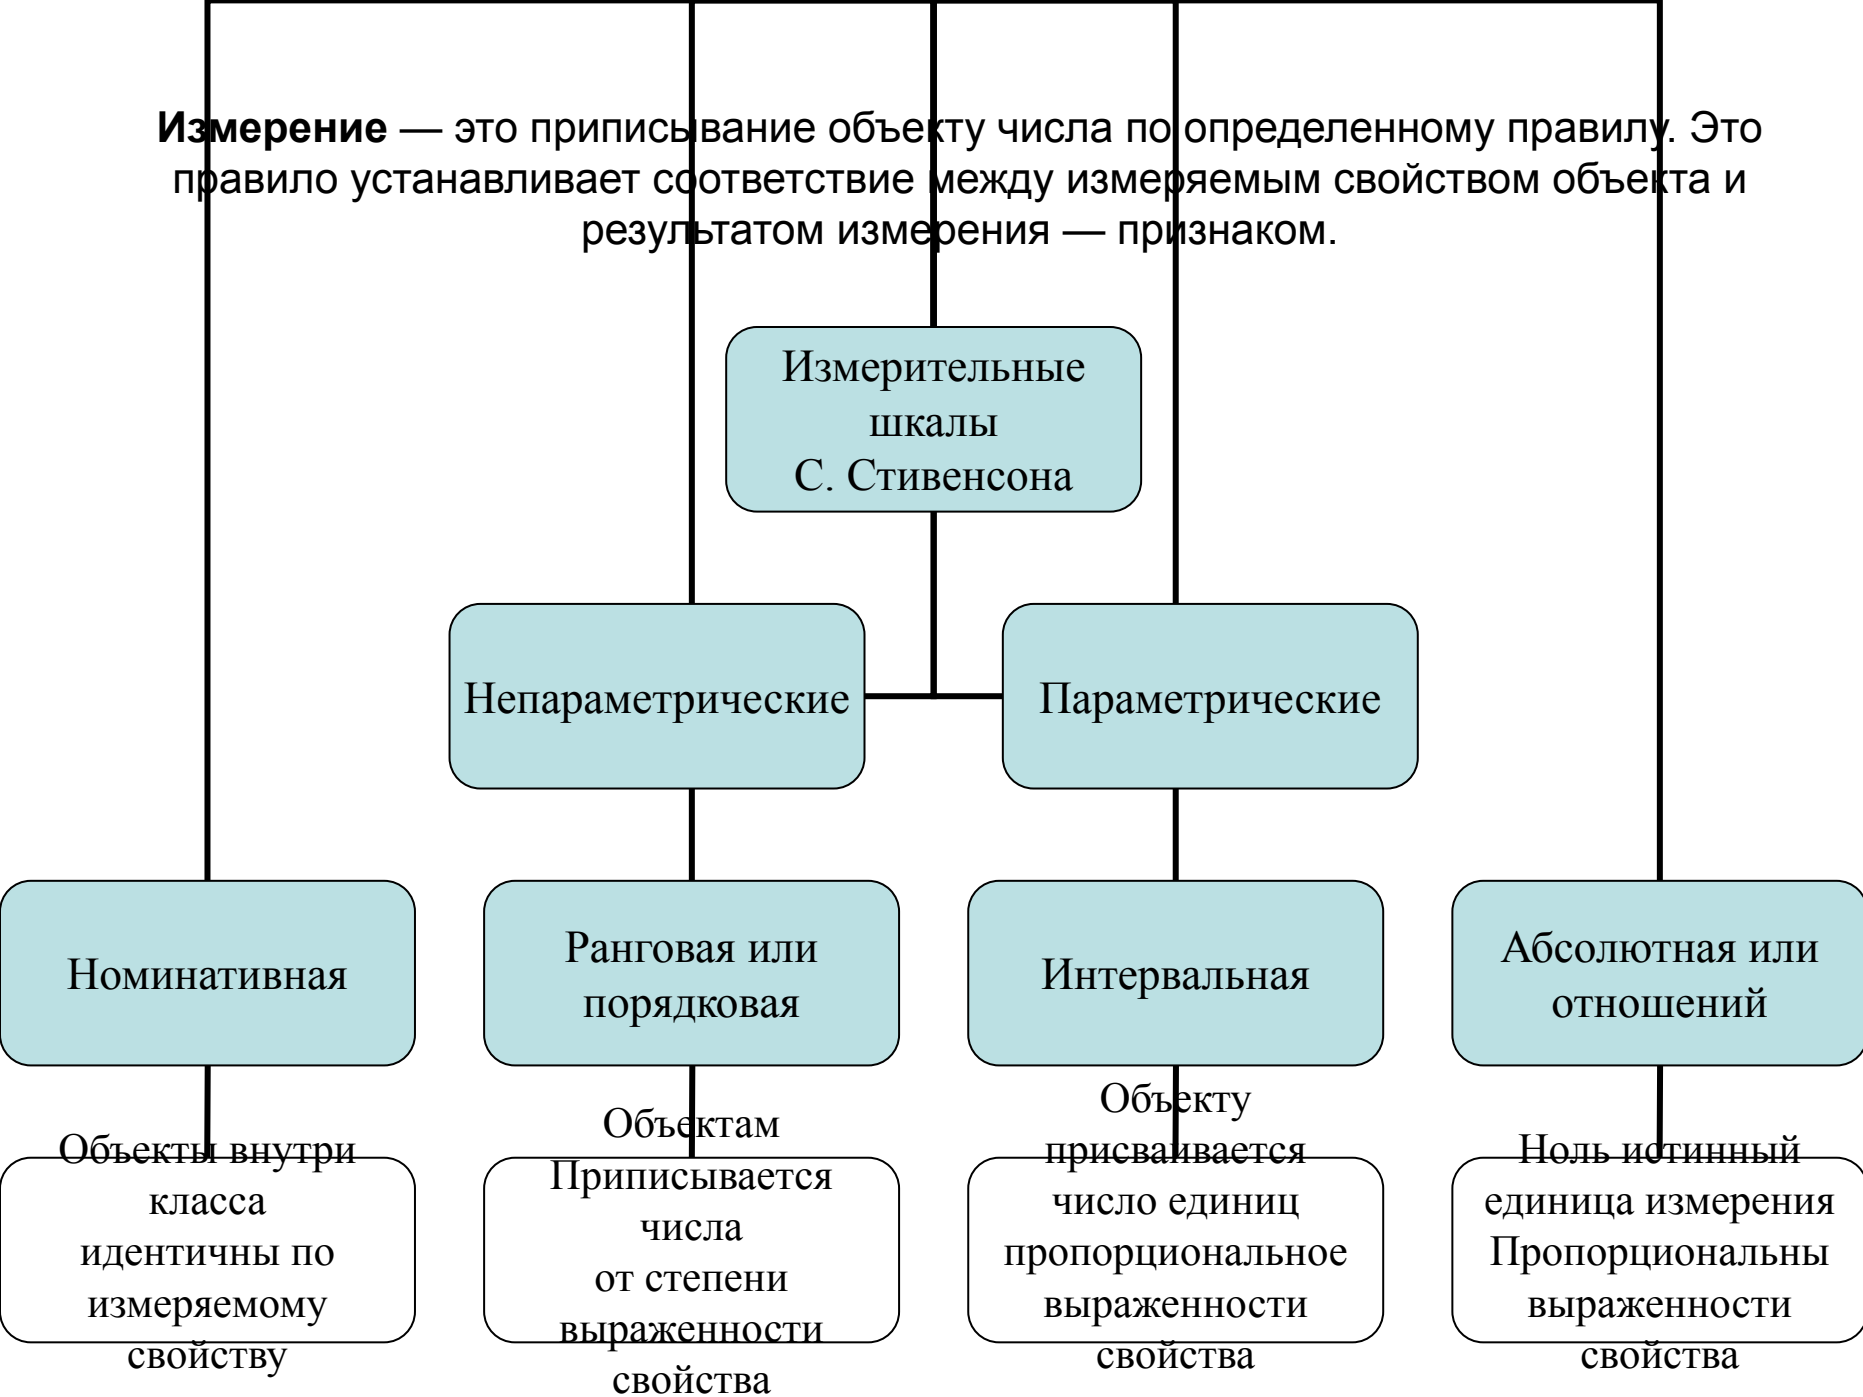 Измерение — это приписывание объекту числа по определенному правилу. Это
правило устанавливает соответствие между измеряемым свойством объекта и
результатом измерения — признаком.
Измерительные
шкалы
С. Стивенсона
Непараметрические
Параметрические
Номинативная
Ранговая или
порядковая
Интервальная
Абсолютная или
отношений
Объекты внутри
класса
идентичны по
измеряемому
свойству
Объектам
Приписывается
числа
от степени
выраженности
свойства
Объекту
присваивается
число единиц
пропорциональное
выраженности
свойства
Ноль истинный
единица измерения
Пропорциональны
выраженности
свойства